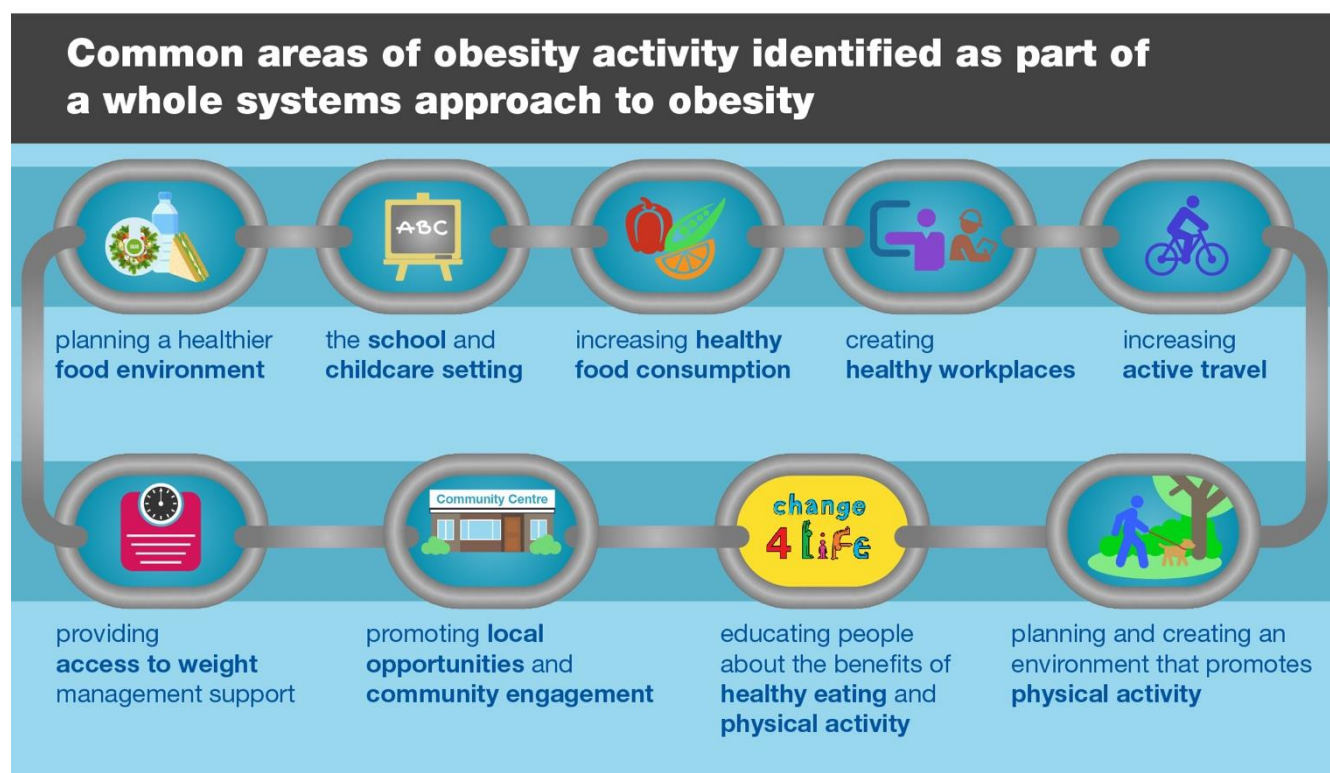 Common areas of obesity activity identified as part of
a whole systems approach to obesity
ABC
planning a healthier
food environment
the school and
childcare setting
increasing healthy
food consumption
creating
healthy workplaces
increasing
active travel
Community Centre
change
4 LiFe
providing
access to weight
management support
promoting local
opportunities and
community engagement
educating people
about the benefits of
healthy eating and
physical activity
planning and creating an
environment that promotes
physical activity